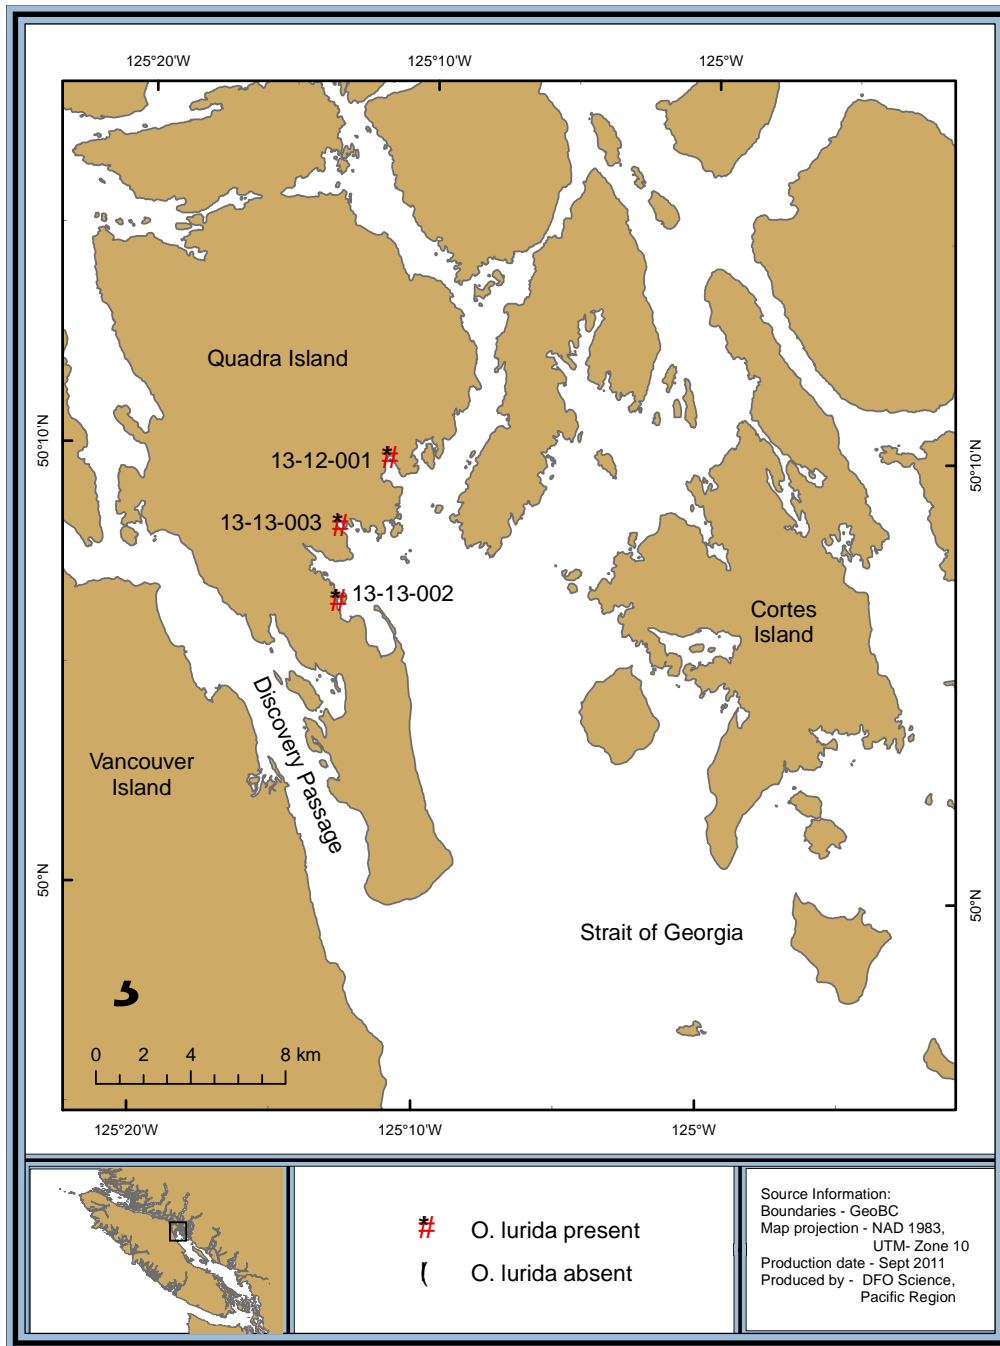 125°20'W 125°10'W 125°W
Quadra Island
50°10'N
50°10'N
13-12-001
13-13-003
13-13-002
Cortes
Island
Discovery Passage
Vancouver
Island
50°N
50°N
Strait of Georgia
0 2 4 8 km
125°20'W 125°10'W 125°W
O. lurida present
O. lurida absent
Source Information:
Boundaries - GeoBC
Map projection - NAD 1983,
UTM- Zone 10
Production date - Sept 2011
Produced by - DFO Science,
Pacific Region